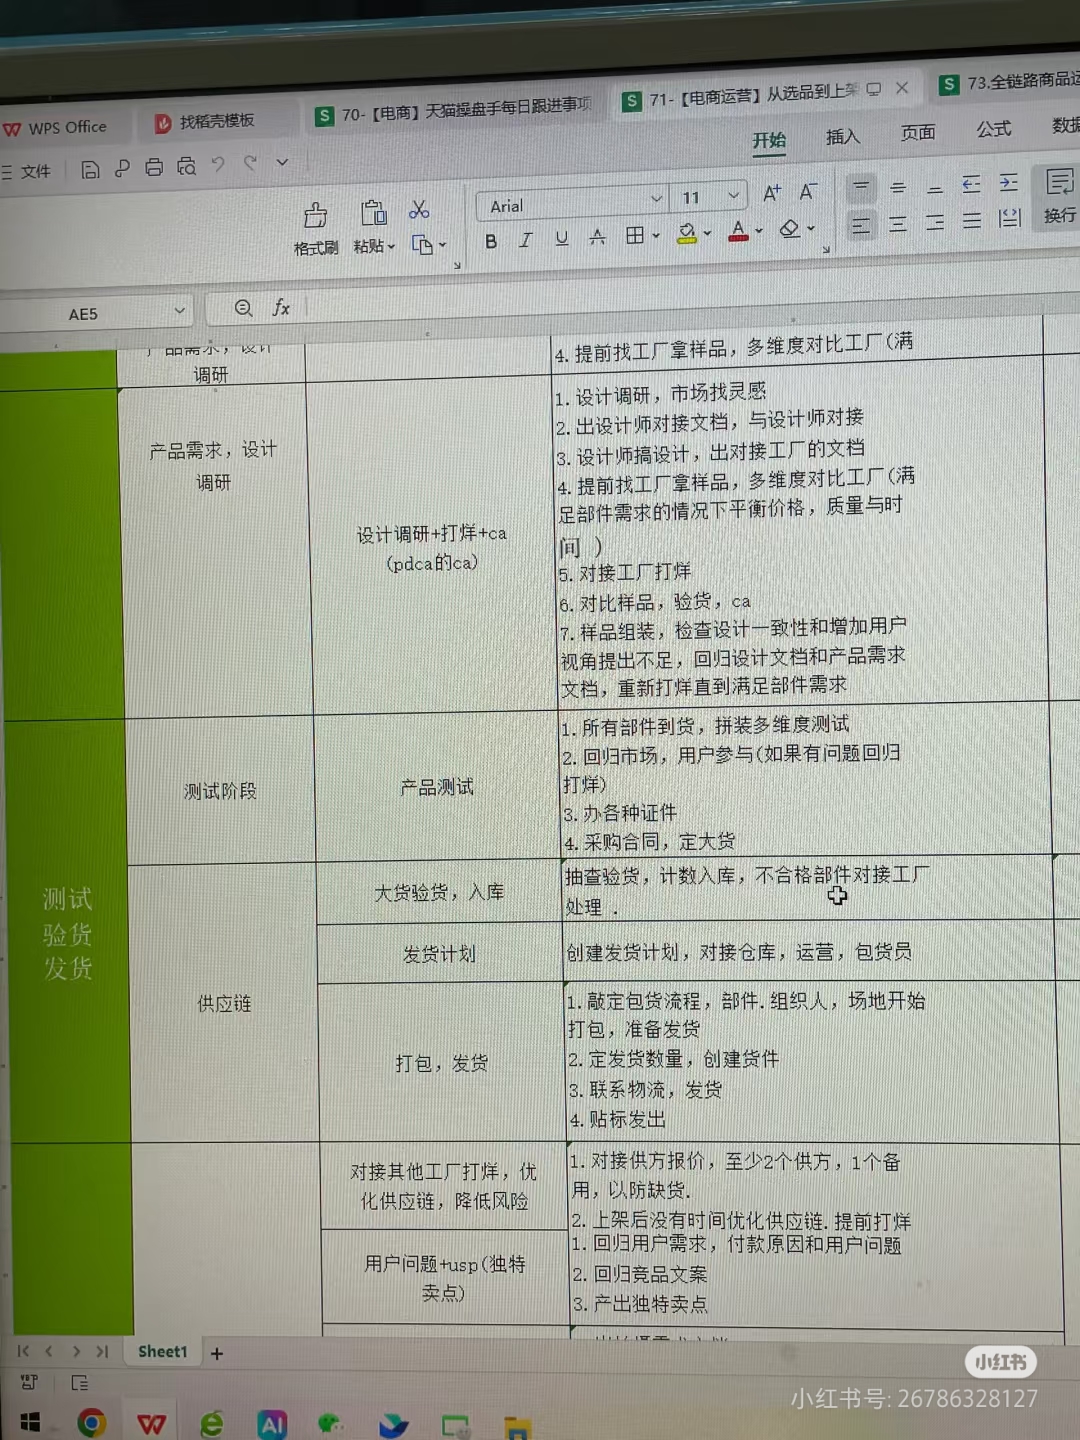 WPS Office
找稻壳模板
70-【电商】天猫操盘手每日跟进事项
71-【电商运营】从选品到上架
73.全链路商品运
文件
开始
插入
页面
公式
数据
格式刷
粘贴
Arial
11
换行
AE5
fx
产品需求，设计
调研
4. 提前找工厂拿样品，多维度对比工厂(满
产品需求，设计
调研
设计调研+打烊+ca
(pdca的ca)
1. 设计调研，市场找灵感
2. 出设计师对接文档，与设计师对接
3. 设计师搞设计，出对接工厂的文档
4. 提前找工厂拿样品，多维度对比工厂(满
足部件需求的情况下平衡价格，质量与时
间 )
5. 对接工厂打烊
6. 对比样品，验货，ca
7. 样品组装，检查设计一致性和增加用户
视角提出不足，回归设计文档和产品需求
文档，重新打烊直到满足部件需求
测试
验货
发货
测试阶段
产品测试
1. 所有部件到货，拼装多维度测试
2. 回归市场，用户参与(如果有问题回归
打烊)
3. 办各种证件
4. 采购合同，定大货
供应链
大货验货，入库
抽查验货，计数入库，不合格部件对接工厂
处理 .
发货计划
创建发货计划，对接仓库，运营，包货员
打包，发货
1. 敲定包货流程，部件. 组织人，场地开始
打包，准备发货
2. 定发货数量，创建货件
3. 联系物流，发货
4. 贴标发出
对接其他工厂打烊，优
化供应链，降低风险
1. 对接供方报价，至少2个供方，1个备
用，以防缺货.
2. 上架后没有时间优化供应链. 提前打烊
用户问题+usp(独特
卖点)
1. 回归用户需求，付款原因和用户问题
2. 回归竞品文案
3. 产出独特卖点
Sheet1
小红书
小红书号: 26786328127